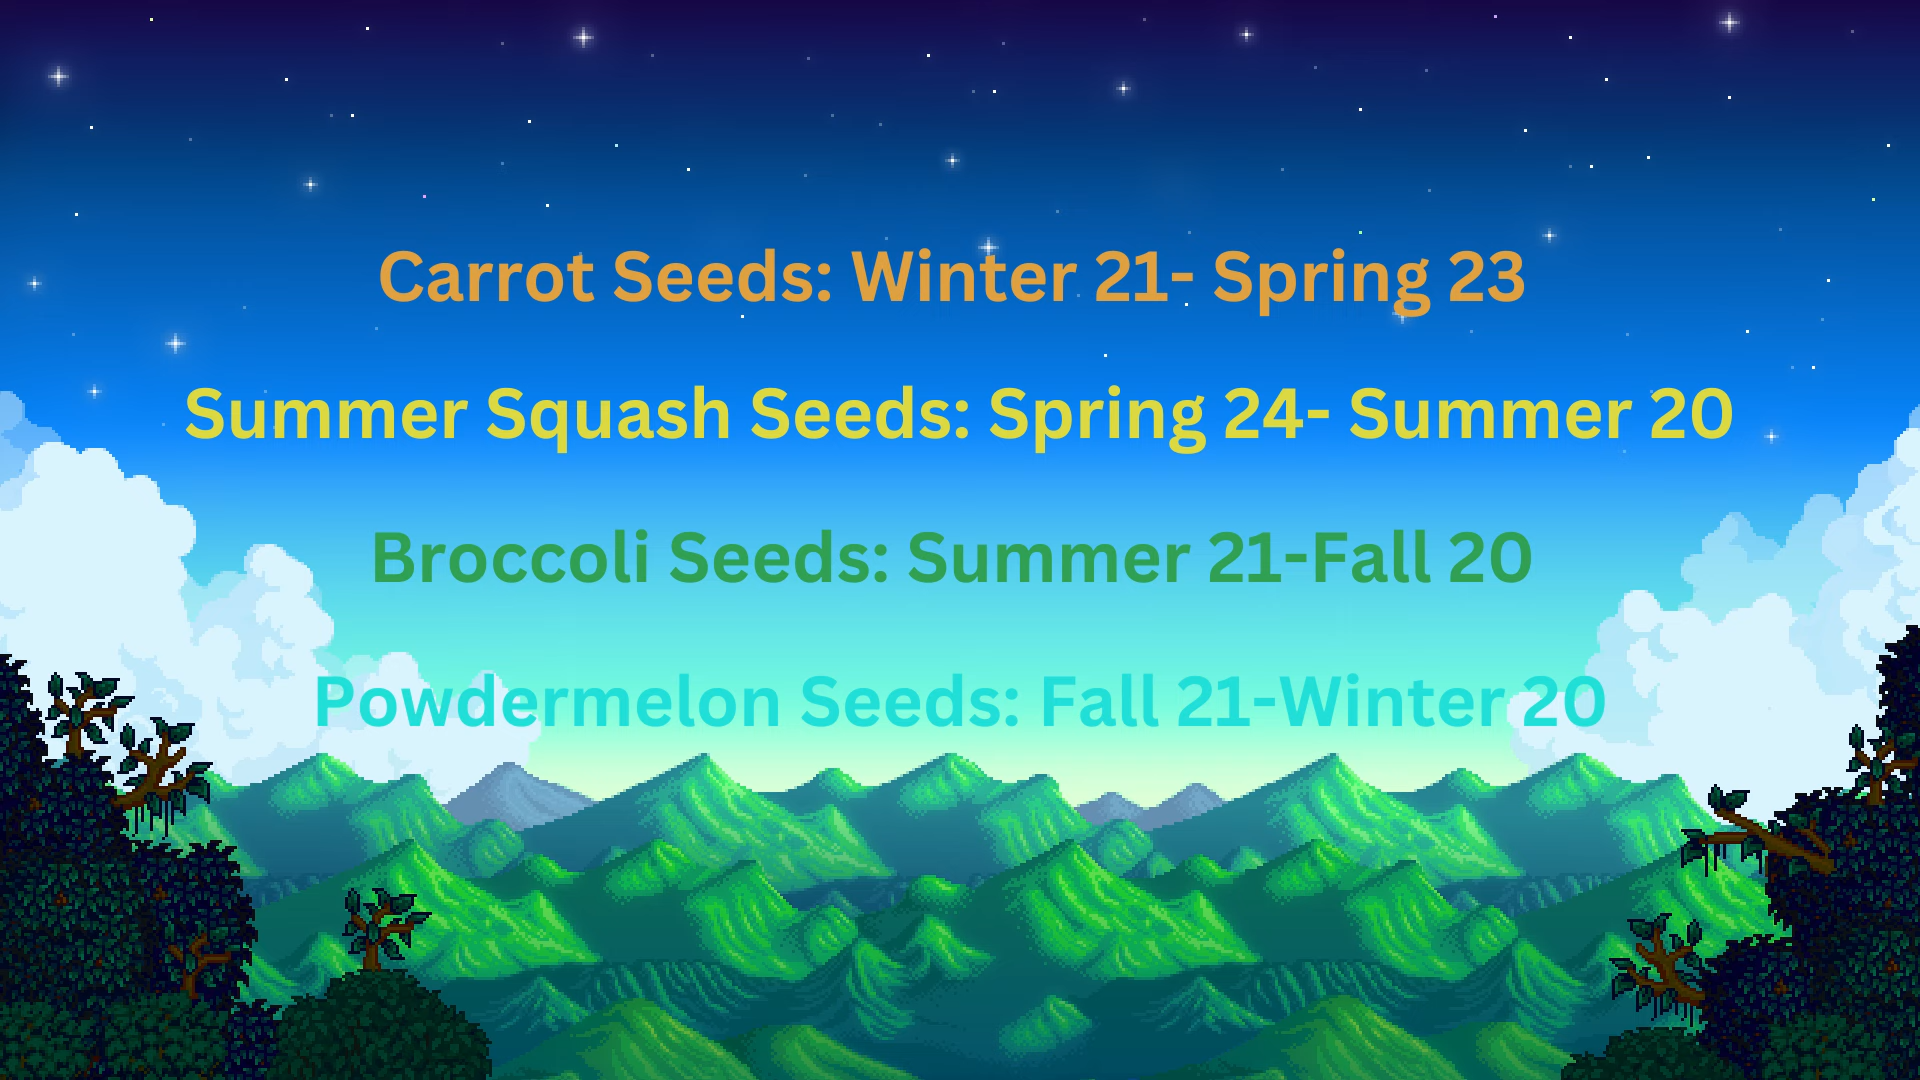 Carrot Seeds: Winter 21- Spring 23
Summer Squash Seeds: Spring 24- Summer 20
Broccoli Seeds: Summer 21-Fall 20
Powdermelon Seeds: Fall 21-Winter 20